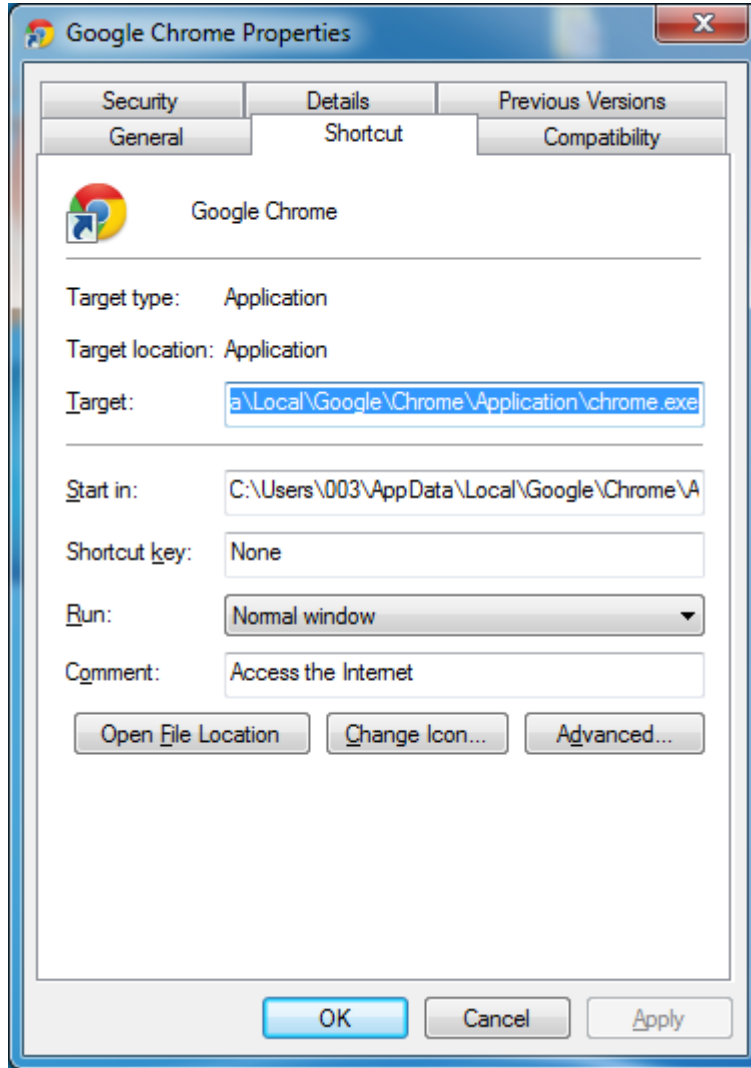 Google Chrome Properties
Security Details Previous Versions
General Shortcut Compatibility
Google Chrome
Target type: Application
Target location: Application
Target: a\Local\Google\Chrome\Application\chrome.exe
Start in: C:\Users\003\AppData\Local\Google\Chrome\A
Shortcut key: None
Run: Normal window
Comment: Access the Internet
Open File Location Change Icon... Advanced...
OK Cancel Apply